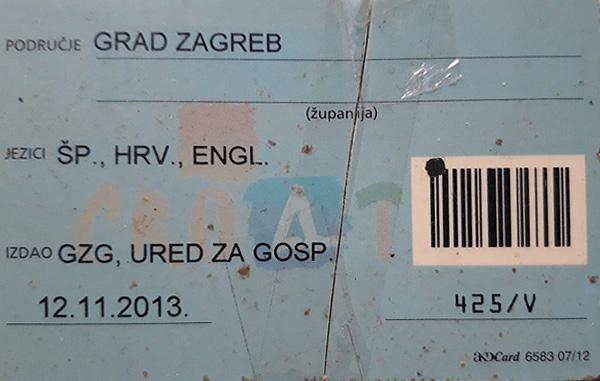 PODRUČJE GRAD ZAGREB
(županija)
JEZICI ŠP., HRV., ENGL.
CROAT
IZDAO GZG, URED ZA GOSP.
12.11.2013.
425/V
AKDCard 6583 07/12